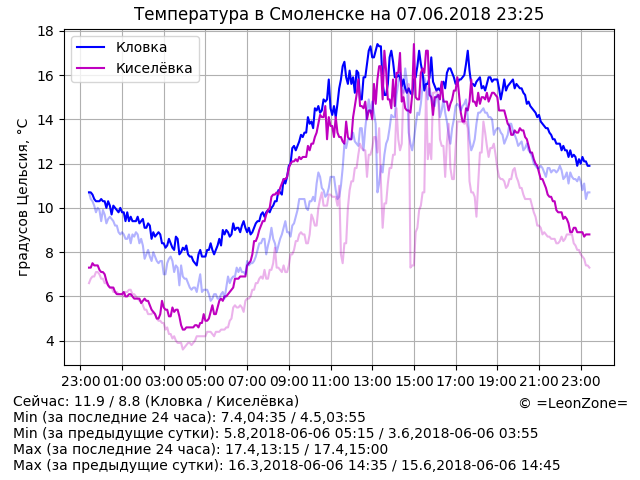 Температура в Смоленске на 07.06.2018 23:25
Кловка
Киселёвка
градусов Цельсия, °C
18
16
14
12
10
8
6
4
23:00 01:00 03:00 05:00 07:00 09:00 11:00 13:00 15:00 17:00 19:00 21:00 23:00
Сейчас: 11.9 / 8.8 (Кловка / Киселёвка)
© =LeonZone=
Min (за последние 24 часа): 7.4,04:35 / 4.5,03:55
Min (за предыдущие сутки): 5.8,2018-06-06 05:15 / 3.6,2018-06-06 03:55
Max (за последние 24 часа): 17.4,13:15 / 17.4,15:00
Max (за предыдущие сутки): 16.3,2018-06-06 14:35 / 15.6,2018-06-06 14:45